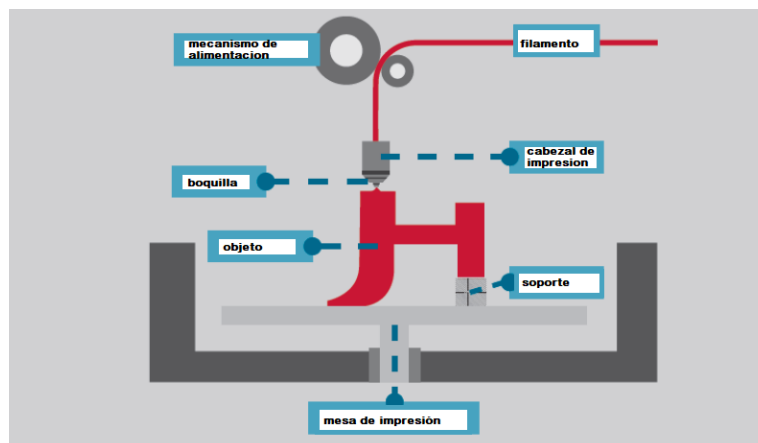 mecanismo de
alimentacion
filamento
cabezal de
impresion
boquilla
objeto
soporte
mesa de impresiòn